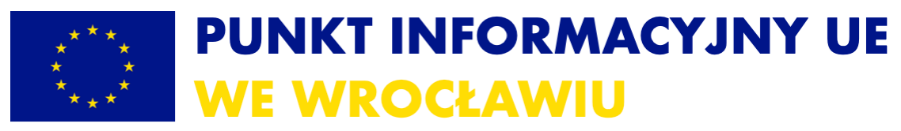 PUNKT INFORMACYJNY UE
WE WROCŁAWIU